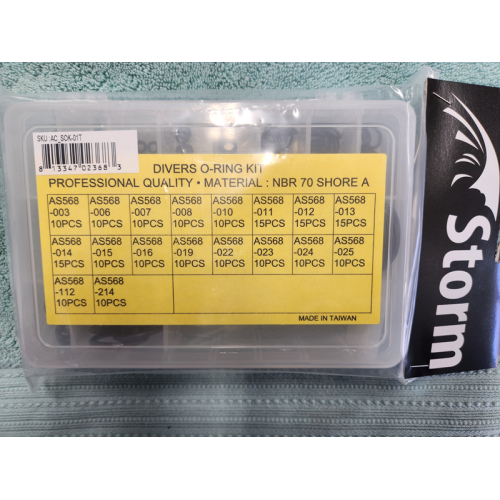 SKU :AC_SOK-01T
8 13347 02368 3
DIVERS O-RING KIT
PROFESSIONAL QUALITY • MATERIAL : NBR 70 SHORE A
AS568 AS568 AS568 AS568 AS568 AS568 AS568 AS568
-003 -006 -007 -008 -010 -011 -012 -013
10PCS 10PCS 10PCS 10PCS 10PCS 15PCS 15PCS 15PCS
AS568 AS568 AS568 AS568 AS568 AS568 AS568 AS568
-014 -015 -016 -019 -022 -023 -024 -025
15PCS 10PCS 10PCS 10PCS 10PCS 10PCS 10PCS 10PCS
AS568 AS568
-112 -214
10PCS 10PCS
MADE IN TAIWAN
Storm